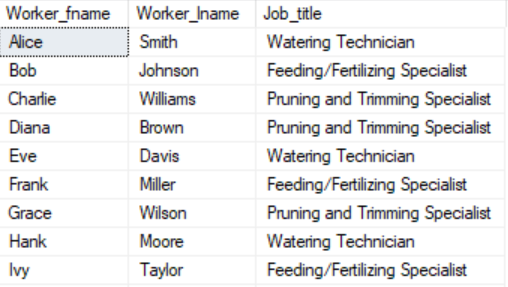 Worker_fname Worker_lname Job_title
Alice Smith Watering Technician
Bob Johnson Feeding/Fertilizing Specialist
Charlie Williams Pruning and Trimming Specialist
Diana Brown Pruning and Trimming Specialist
Eve Davis Watering Technician
Frank Miller Feeding/Fertilizing Specialist
Grace Wilson Pruning and Trimming Specialist
Hank Moore Watering Technician
Ivy Taylor Feeding/Fertilizing Specialist